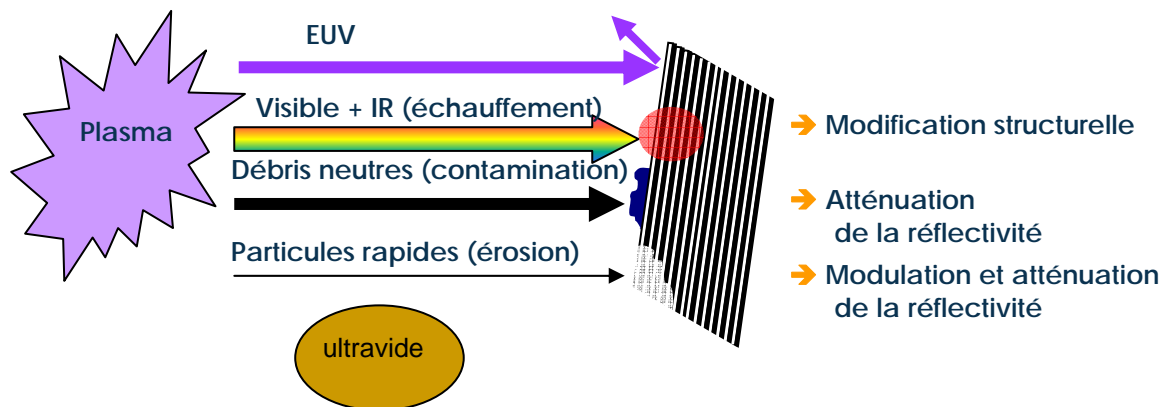 EUV
Visible + IR (échauffement)
Plasma
Modification structurelle
Débris neutres (contamination)
Atténuation
de la réflectivité
Particules rapides (érosion)
Modulation et atténuation
de la réflectivité
ultravide